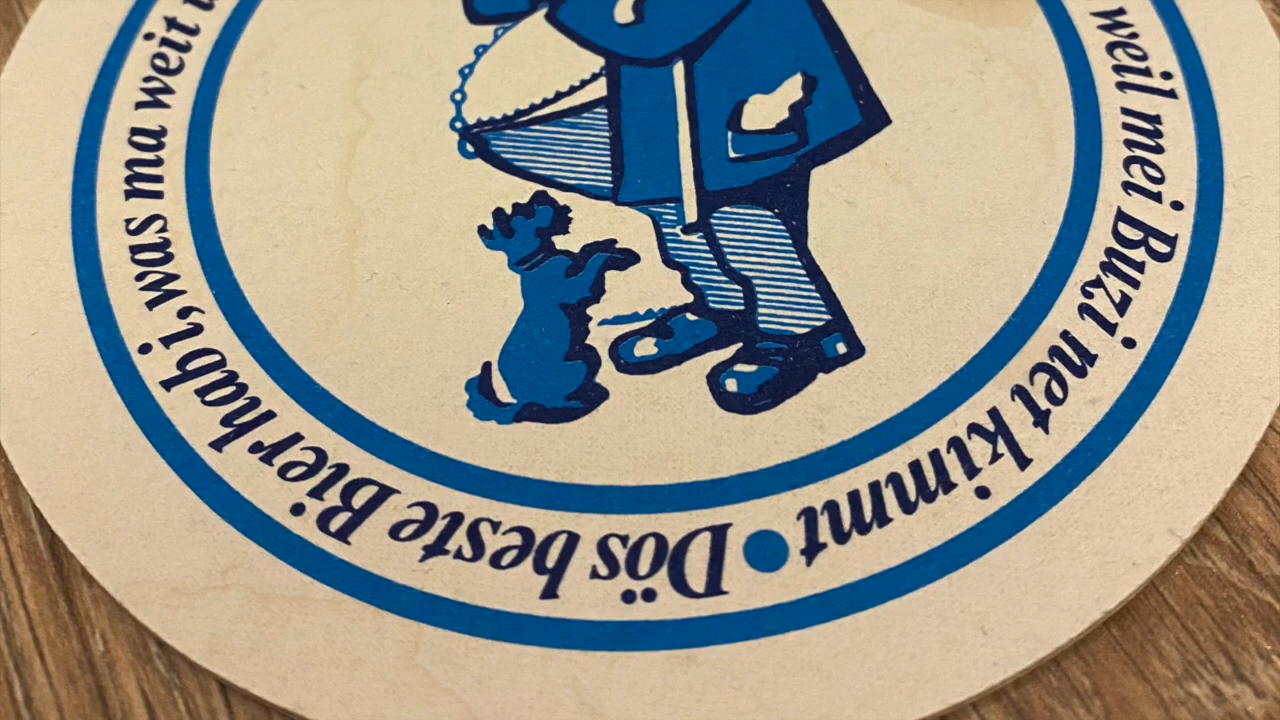 Dös beste Bier hab i, was ma weit
weil mei Buzi net kimmt •